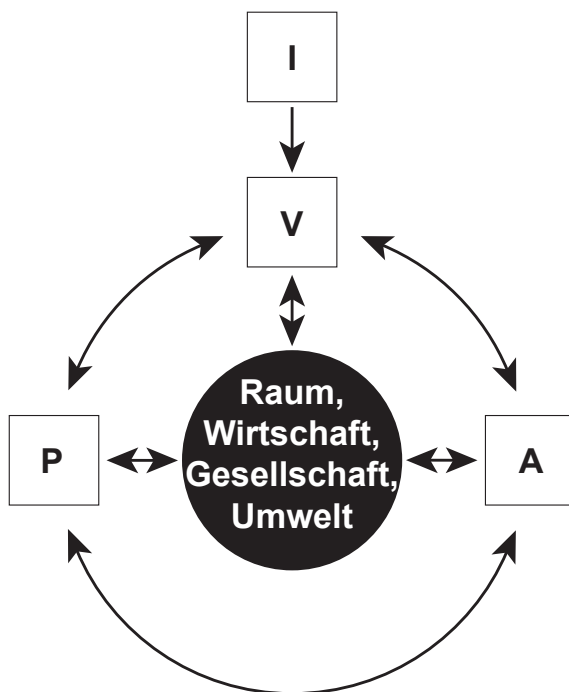 I
V
Raum,
Wirtschaft,
P
Gesellschaft,
A
Umwelt